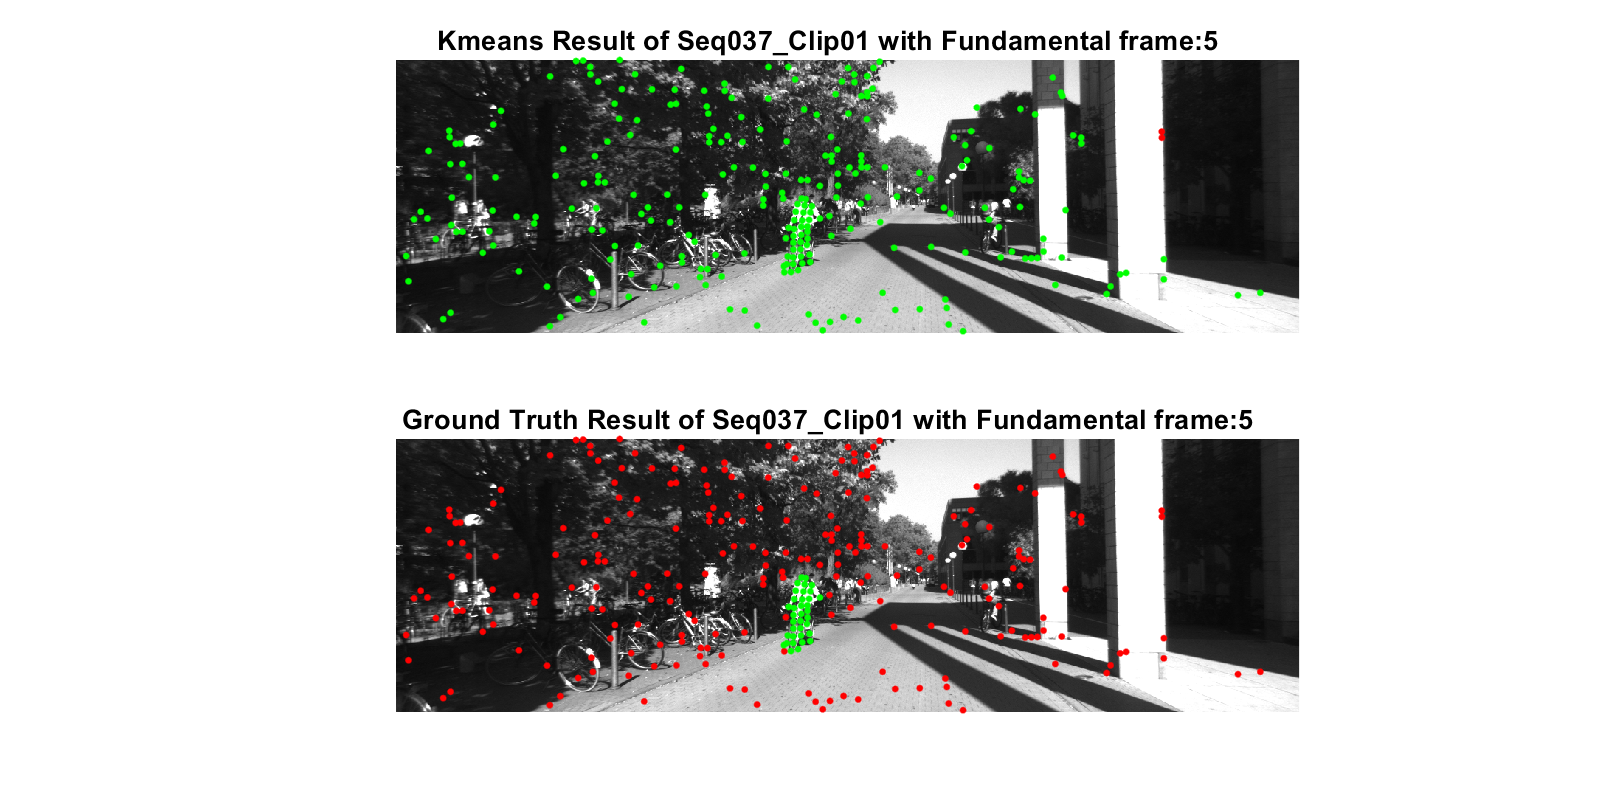 Kmeans Result of Seq037_Clip01 with Fundamental frame:5
Ground Truth Result of Seq037_Clip01 with Fundamental frame:5